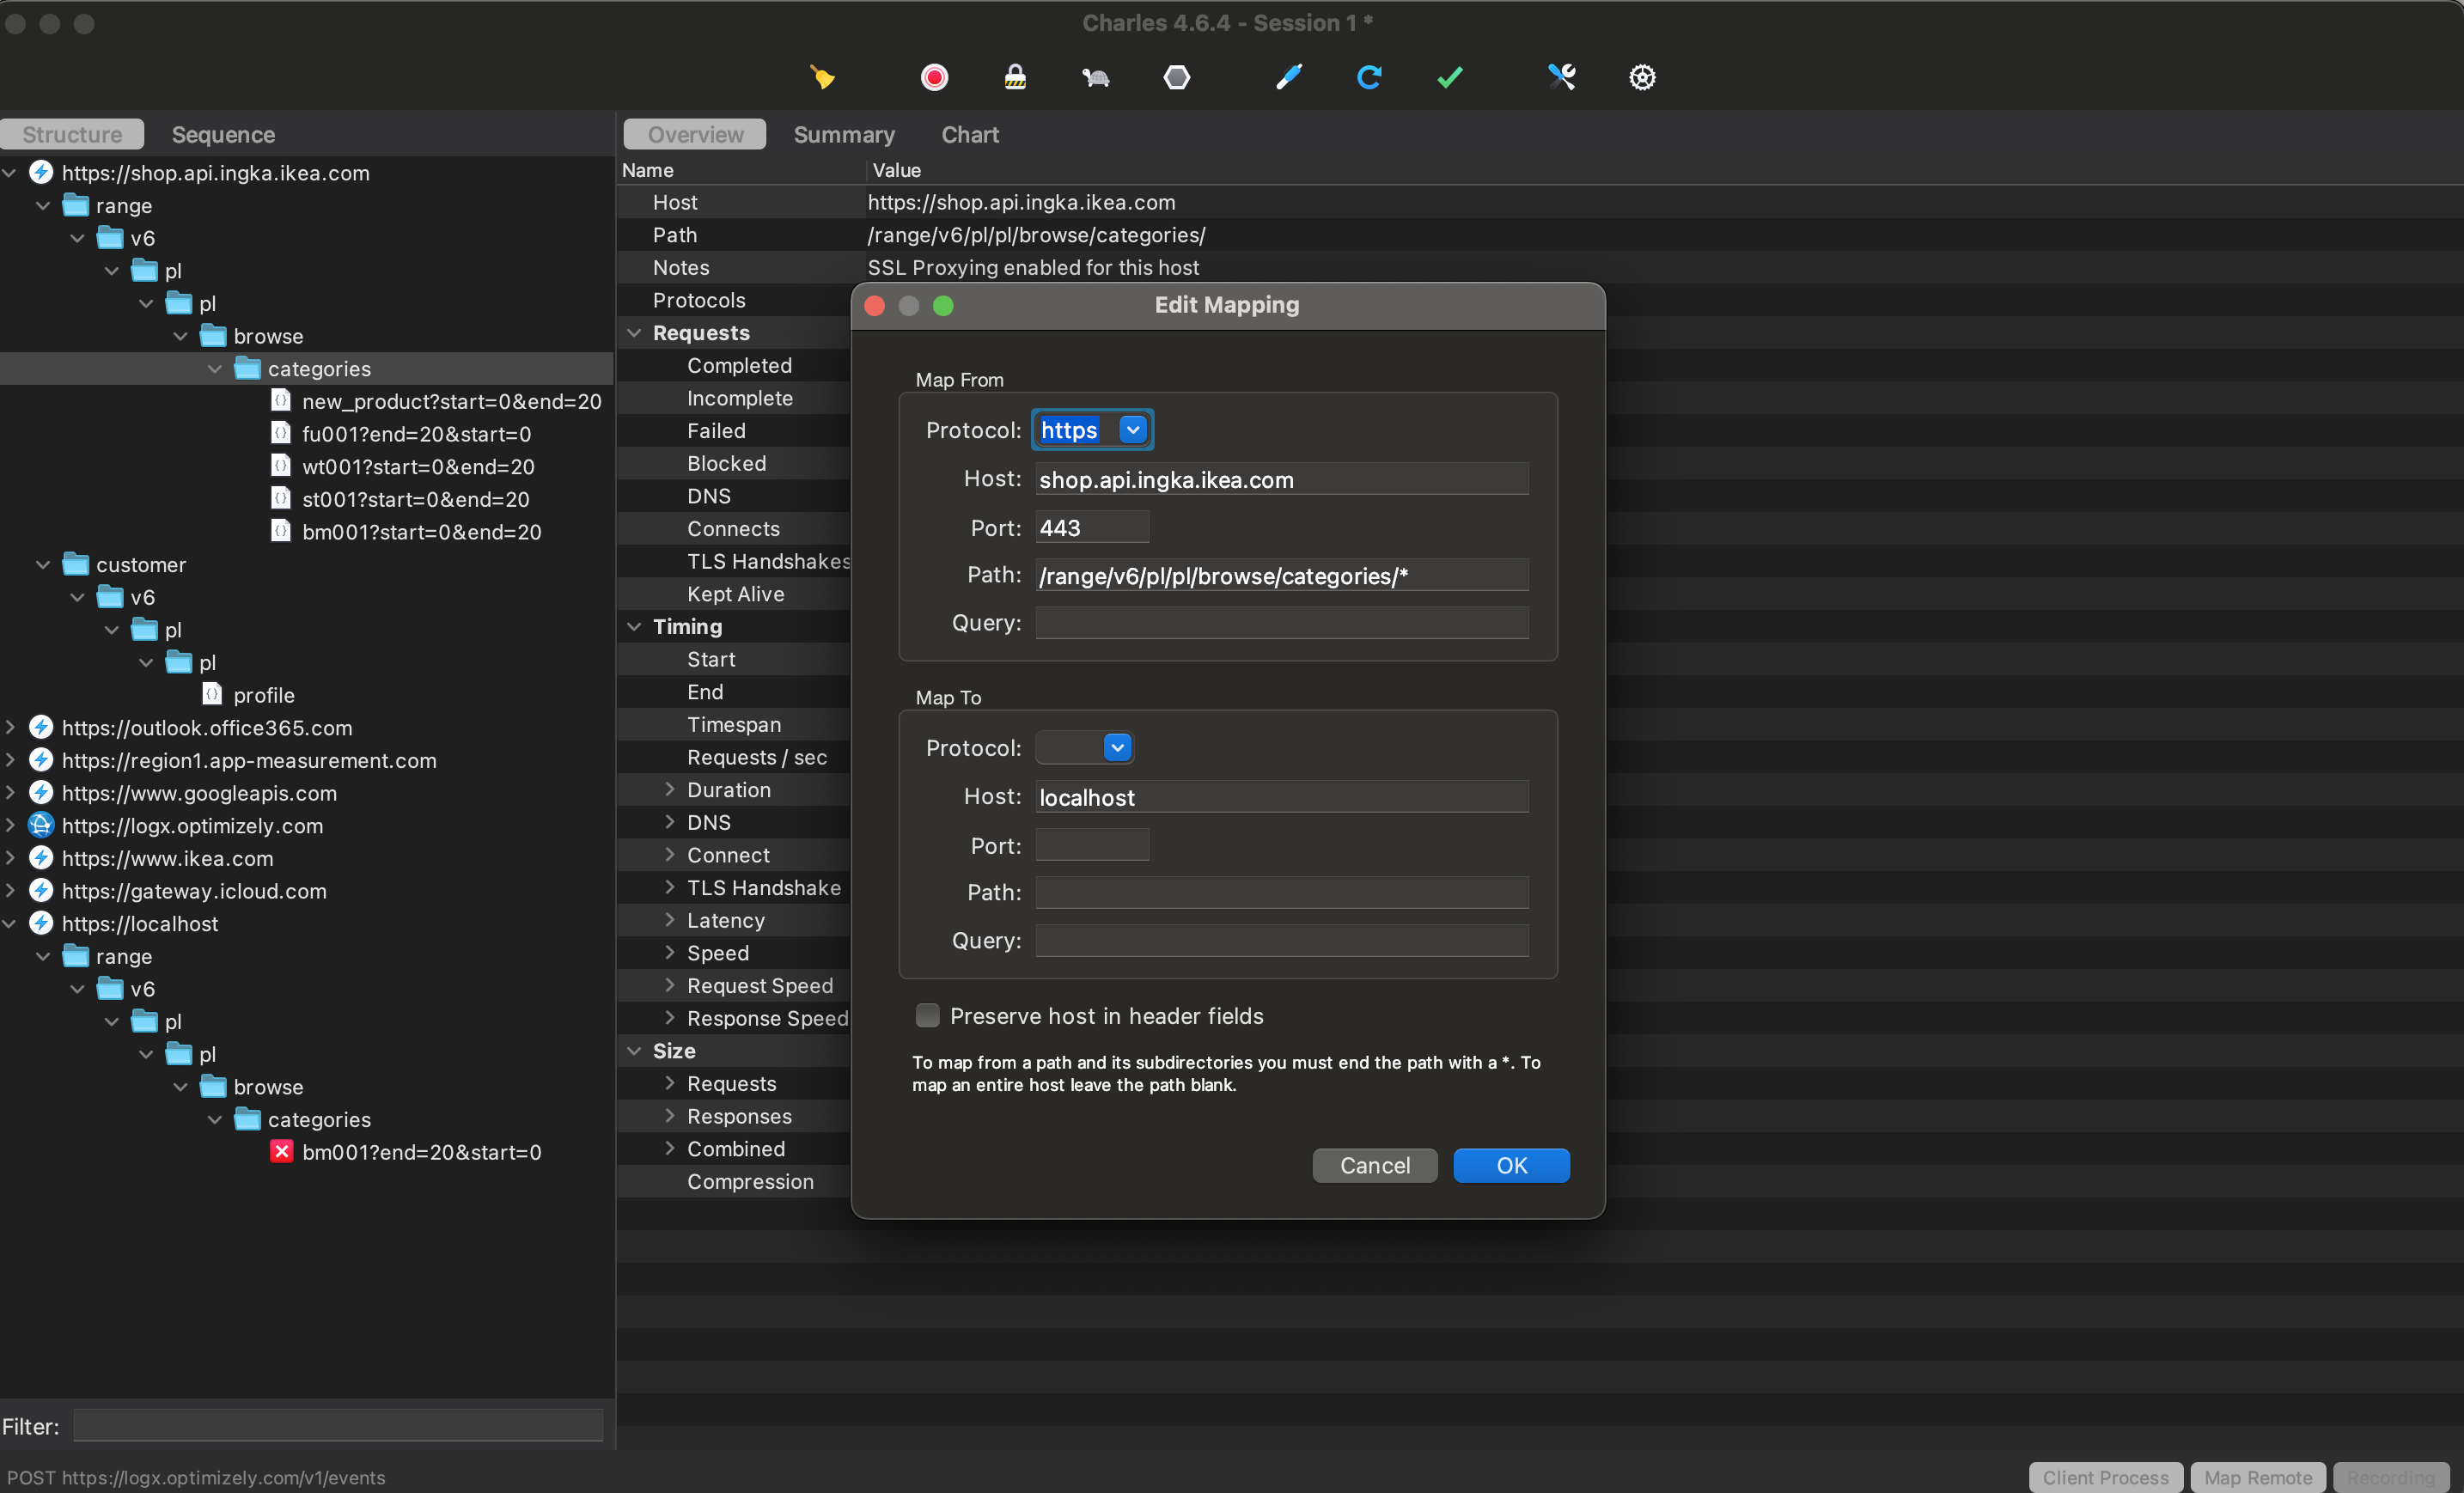 Charles 4.6.4 - Session 1 *
Structure
Sequence
https://shop.api.ingka.ikea.com
range
v6
pl
pl
browse
categories
new_product?start=0&end=20
fu001?end=20&start=0
wt001?start=0&end=20
st001?start=0&end=20
bm001?start=0&end=20
customer
v6
pl
pl
profile
https://outlook.office365.com
https://region1.app-measurement.com
https://www.googleapis.com
https://logx.optimizely.com
https://www.ikea.com
https://gateway.icloud.com
https://localhost
range
v6
pl
pl
browse
categories
bm001?end=20&start=0
Filter:
Overview
Summary
Chart
Name Value
Host https://shop.api.ingka.ikea.com
Path /range/v6/pl/pl/browse/categories/
Notes SSL Proxying enabled for this host
Protocols
Requests
Completed
Incomplete
Failed
Blocked
DNS
Connects
TLS Handshakes
Kept Alive
Timing
Start
End
Timespan
Requests / sec
Duration
DNS
Connect
TLS Handshake
Latency
Speed
Request Speed
Response Speed
Size
Requests
Responses
Combined
Compression
Edit Mapping
Map From
Protocol: https
Host: shop.api.ingka.ikea.com
Port: 443
Path: /range/v6/pl/pl/browse/categories/*
Query:
Map To
Protocol:
Host: localhost
Port:
Path:
Query:
Preserve host in header fields
To map from a path and its subdirectories you must end the path with a *. To
map an entire host leave the path blank.
Cancel
OK
POST https://logx.optimizely.com/v1/events
Client Process
Map Remote
Recording